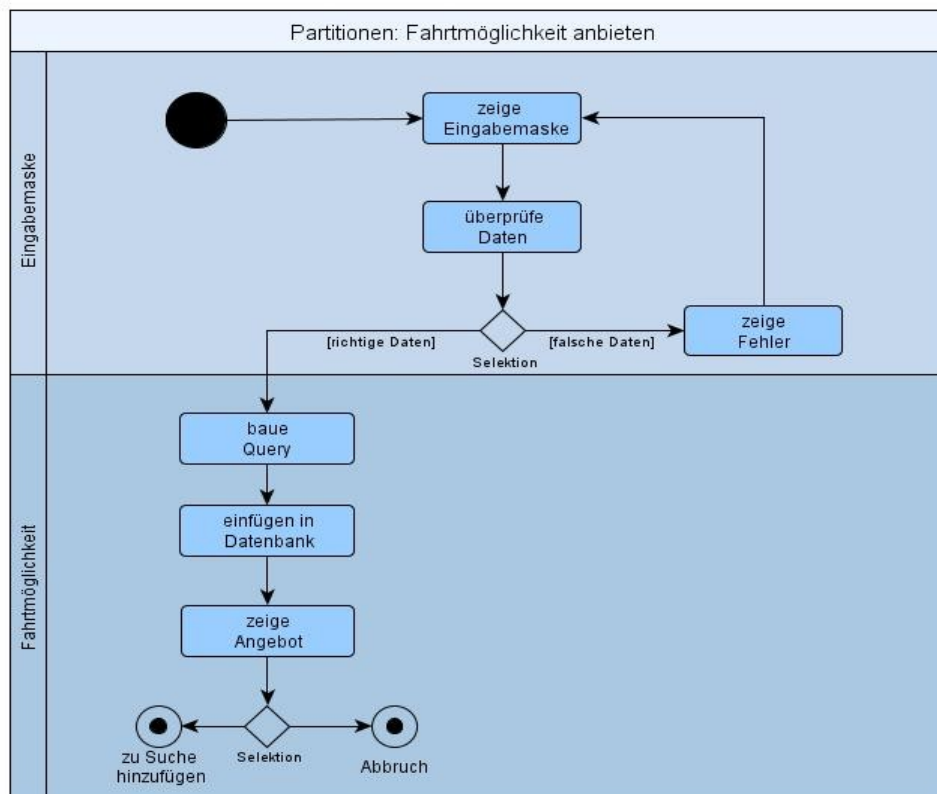 Partitionen: Fahrtmöglichkeit anbieten
Eingabemaske
zeige
Eingabemaske
überprüfe
Daten
[richtige Daten]
[falsche Daten]
Selektion
zeige
Fehler
Fahrtmöglichkeit
baue
Query
einfügen in
Datenbank
zeige
Angebot
Selektion
zu Suche
hinzufügen
Abbruch